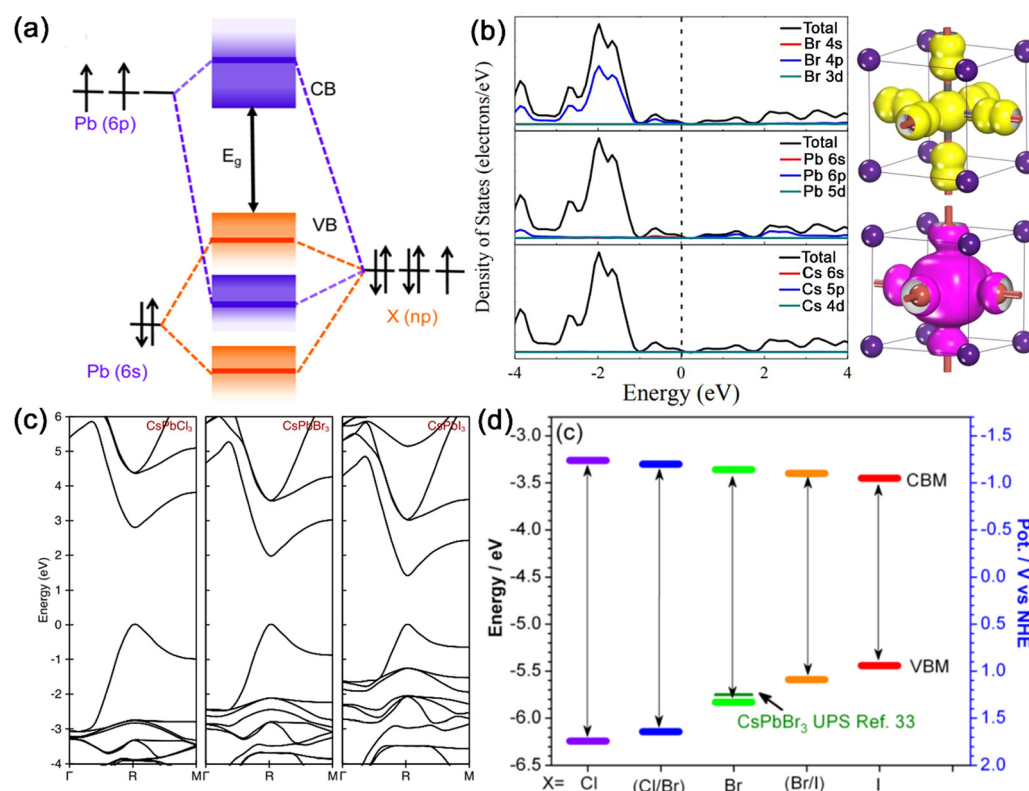 (a)
Pb (6p)
CB
E_g
VB
X (np)
Pb (6s)
(b)
Density of States (electrons/eV)
Total
Br 4s
Br 4p
Br 3d
Total
Pb 6s
Pb 6p
Pb 5d
Total
Cs 6s
Cs 5p
Cs 4d
-4 -2 0 2 4
Energy (eV)
(c)
Energy (eV)
6
5
4
3
2
1
0
-1
-2
-3
-4
CsPbCl₃
CsPbBr₃
CsPbI₃
Γ R M Γ R M Γ R M
(d)
(c)
Energy / eV
-3.0
-3.5
-4.0
-4.5
-5.0
-5.5
-6.0
-6.5
CBM
VBM
CsPbBr₃ UPS Ref. 33
X= Cl (Cl/Br) Br (Br/I) I
-1.5
-1.0
-0.5
0.0
0.5
1.0
1.5
2.0
Pot. / V vs NHE